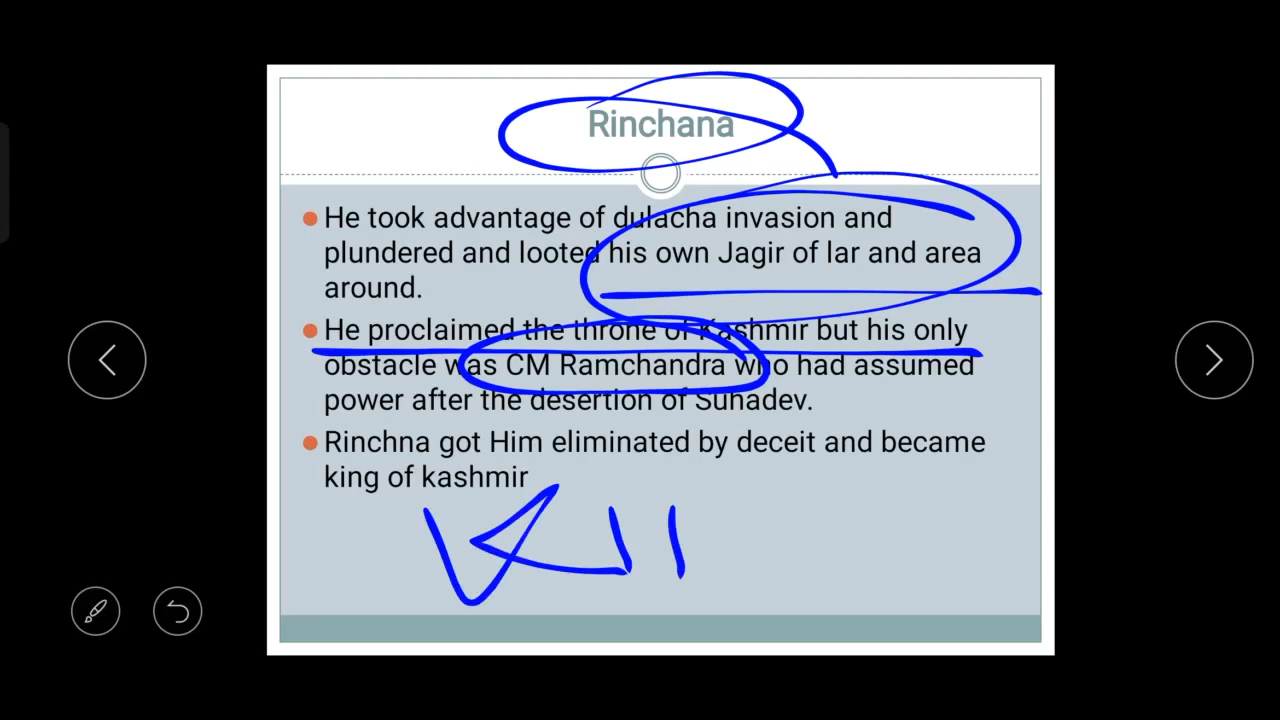 Rinchana
He took advantage of dulacha invasion and
plundered and looted his own Jagir of lar and area
around.
He proclaimed the throne of Kashmir but his only
obstacle was CM Ramchandra who had assumed
power after the desertion of Suhadev.
Rinchna got Him eliminated by deceit and became
king of kashmir